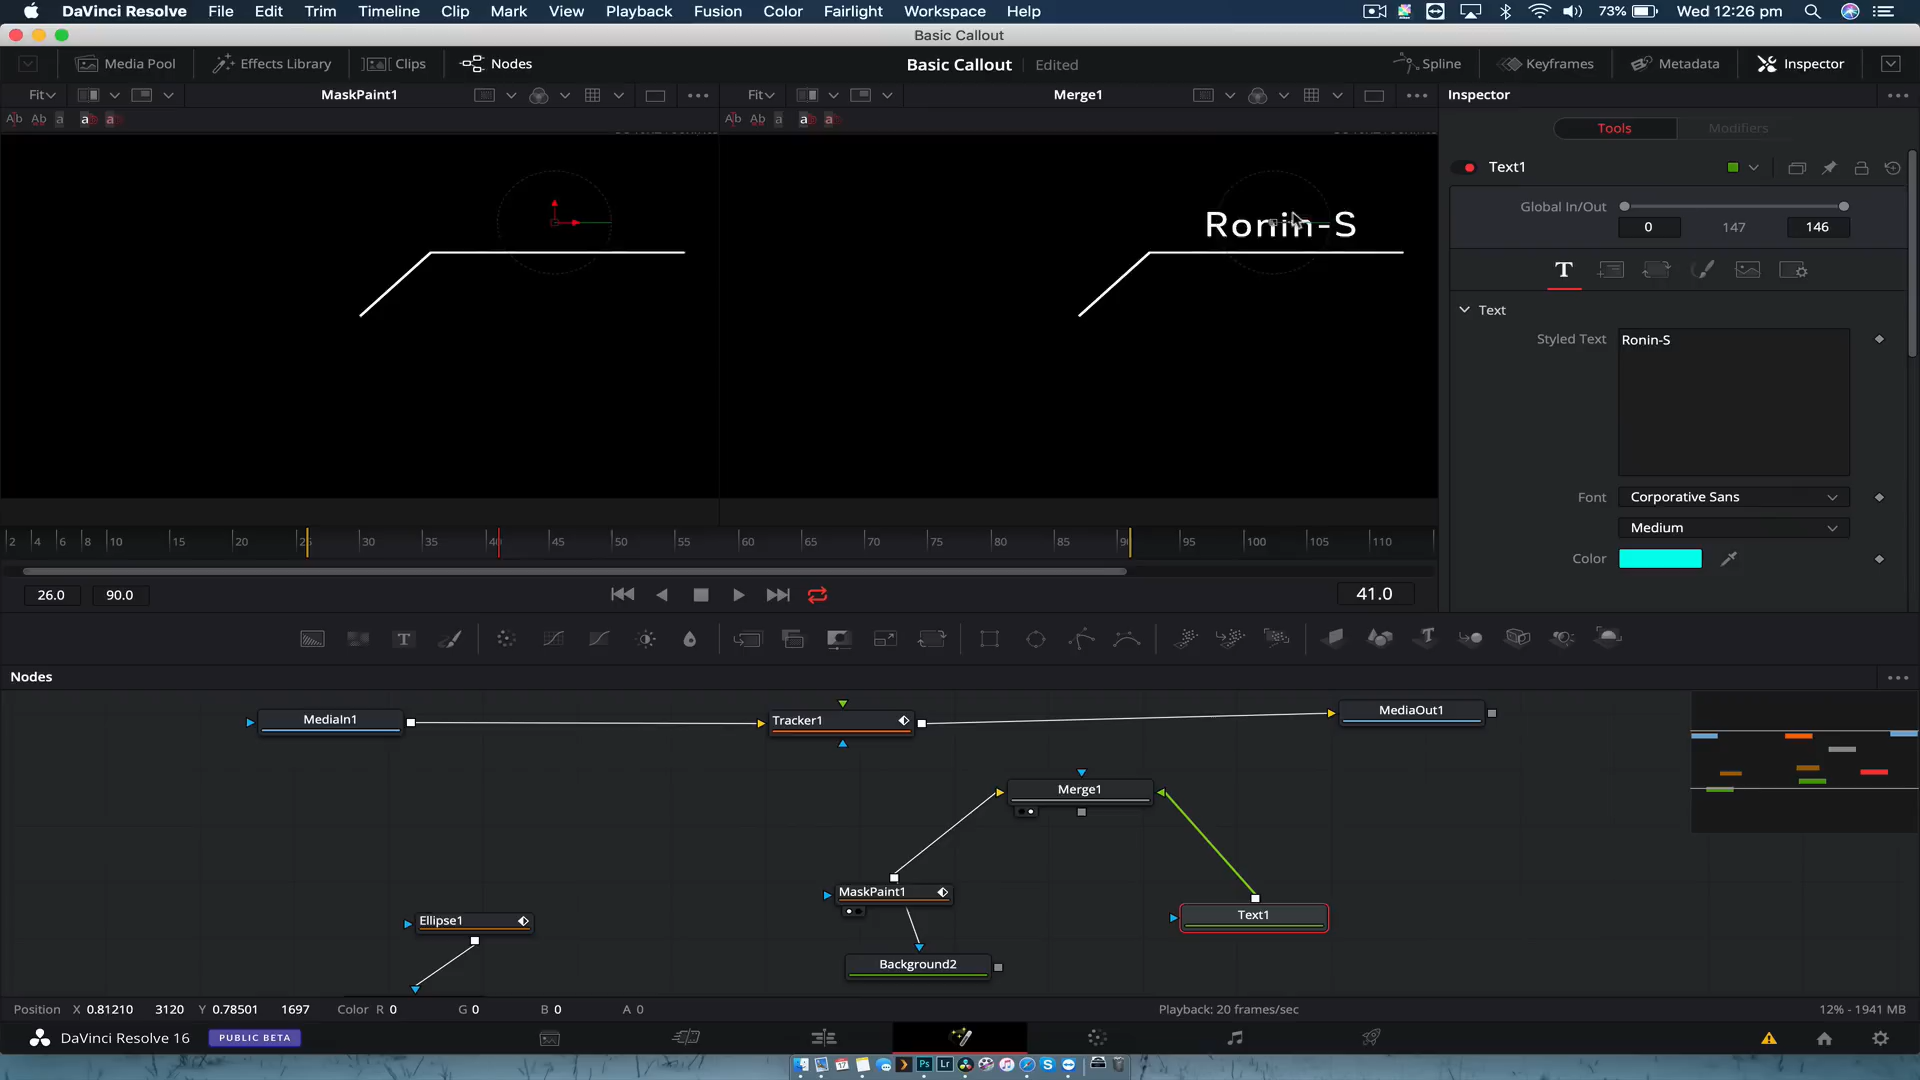 DaVinci Resolve File Edit Trim Timeline Clip Mark View Playback Fusion Color Fairlight Workspace Help 73% Wed 12:26 pm
Basic Callout
Media Pool Effects Library Clips Nodes Basic Callout Edited Spline Keyframes Metadata Inspector
Fit MaskPaint1 Fit Merge1 Inspector
Tools Modifiers
Text1
Ronin-S
Global In/Out
0 147 146
Text
Styled Text Ronin-S
Font Corporative Sans
Medium
Color
2 4 6 8 10 15 20 25 30 35 40 45 50 55 60 65 70 75 80 85 90 95 100 105 110
26.0 90.0 41.0
Nodes
MediaIn1 Tracker1 MediaOut1
Merge1
MaskPaint1
Text1
Ellipse1
Background2
Position X 0.81210 3120 Y 0.78501 1697 Color R 0 G 0 B 0 A 0 Playback: 20 frames/sec 12% - 1941 MB
DaVinci Resolve 16 PUBLIC BETA